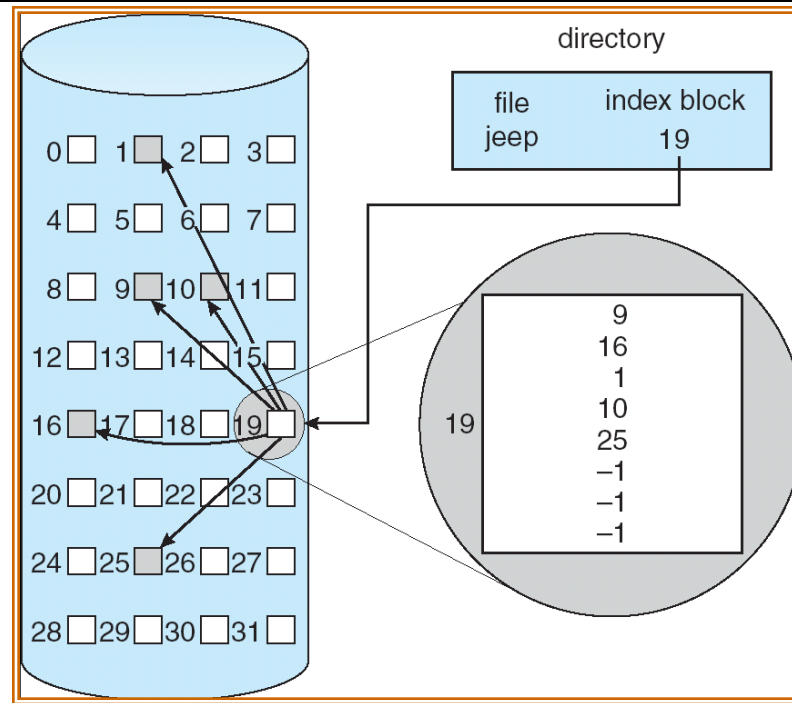 directory
file index block
jeep 19
0 1 2 3
4 5 6 7
8 9 10 11
12 13 14 15
16 17 18 19
20 21 22 23
24 25 26 27
28 29 30 31
19
9
16
1
10
25
–1
–1
–1